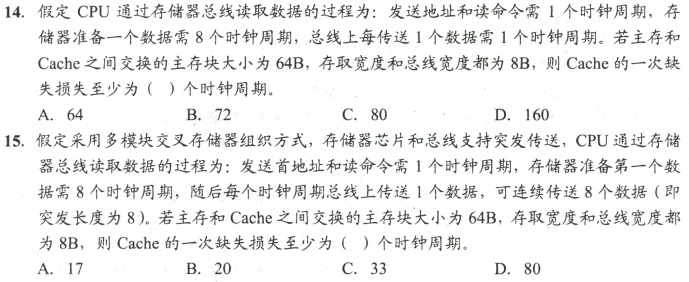 14. 假定 CPU 通过存储器总线读取数据的过程为：发送地址和读命令需 1 个时钟周期，存
储器准备一个数据需 8 个时钟周期，总线上每传送 1 个数据需 1 个时钟周期。若主存和
Cache 之间交换的主存块大小为 64B，存取宽度和总线宽度都为 8B，则 Cache 的一次缺
失损失至少为（ ）个时钟周期。
A. 64 B. 72 C. 80 D. 160
15. 假定采用多模块交叉存储器组织方式，存储器芯片和总线支持突发传送，CPU 通过存储
器总线读取数据的过程为：发送首地址和读命令需 1 个时钟周期，存储器准备第一个数
据需 8 个时钟周期，随后每个时钟周期总线上传送 1 个数据，可连续传送 8 个数据（即
突发长度为 8）。若主存和 Cache 之间交换的主存块大小为 64B，存取宽度和总线宽度都
为 8B，则 Cache 的一次缺失损失至少为（ ）个时钟周期。
A. 17 B. 20 C. 33 D. 80